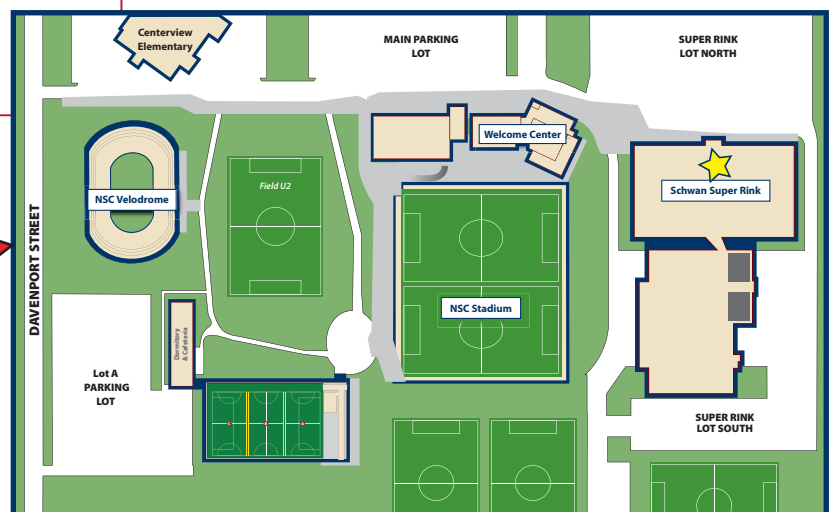 Centerview
Elementary
MAIN PARKING
LOT
SUPER RINK
LOT NORTH
Welcome Center
Schwan Super Rink
Field U2
NSC Velodrome
DAVENPORT STREET
NSC Stadium
Dormitory
& Cafeteria
Lot A
PARKING
LOT
SUPER RINK
LOT SOUTH